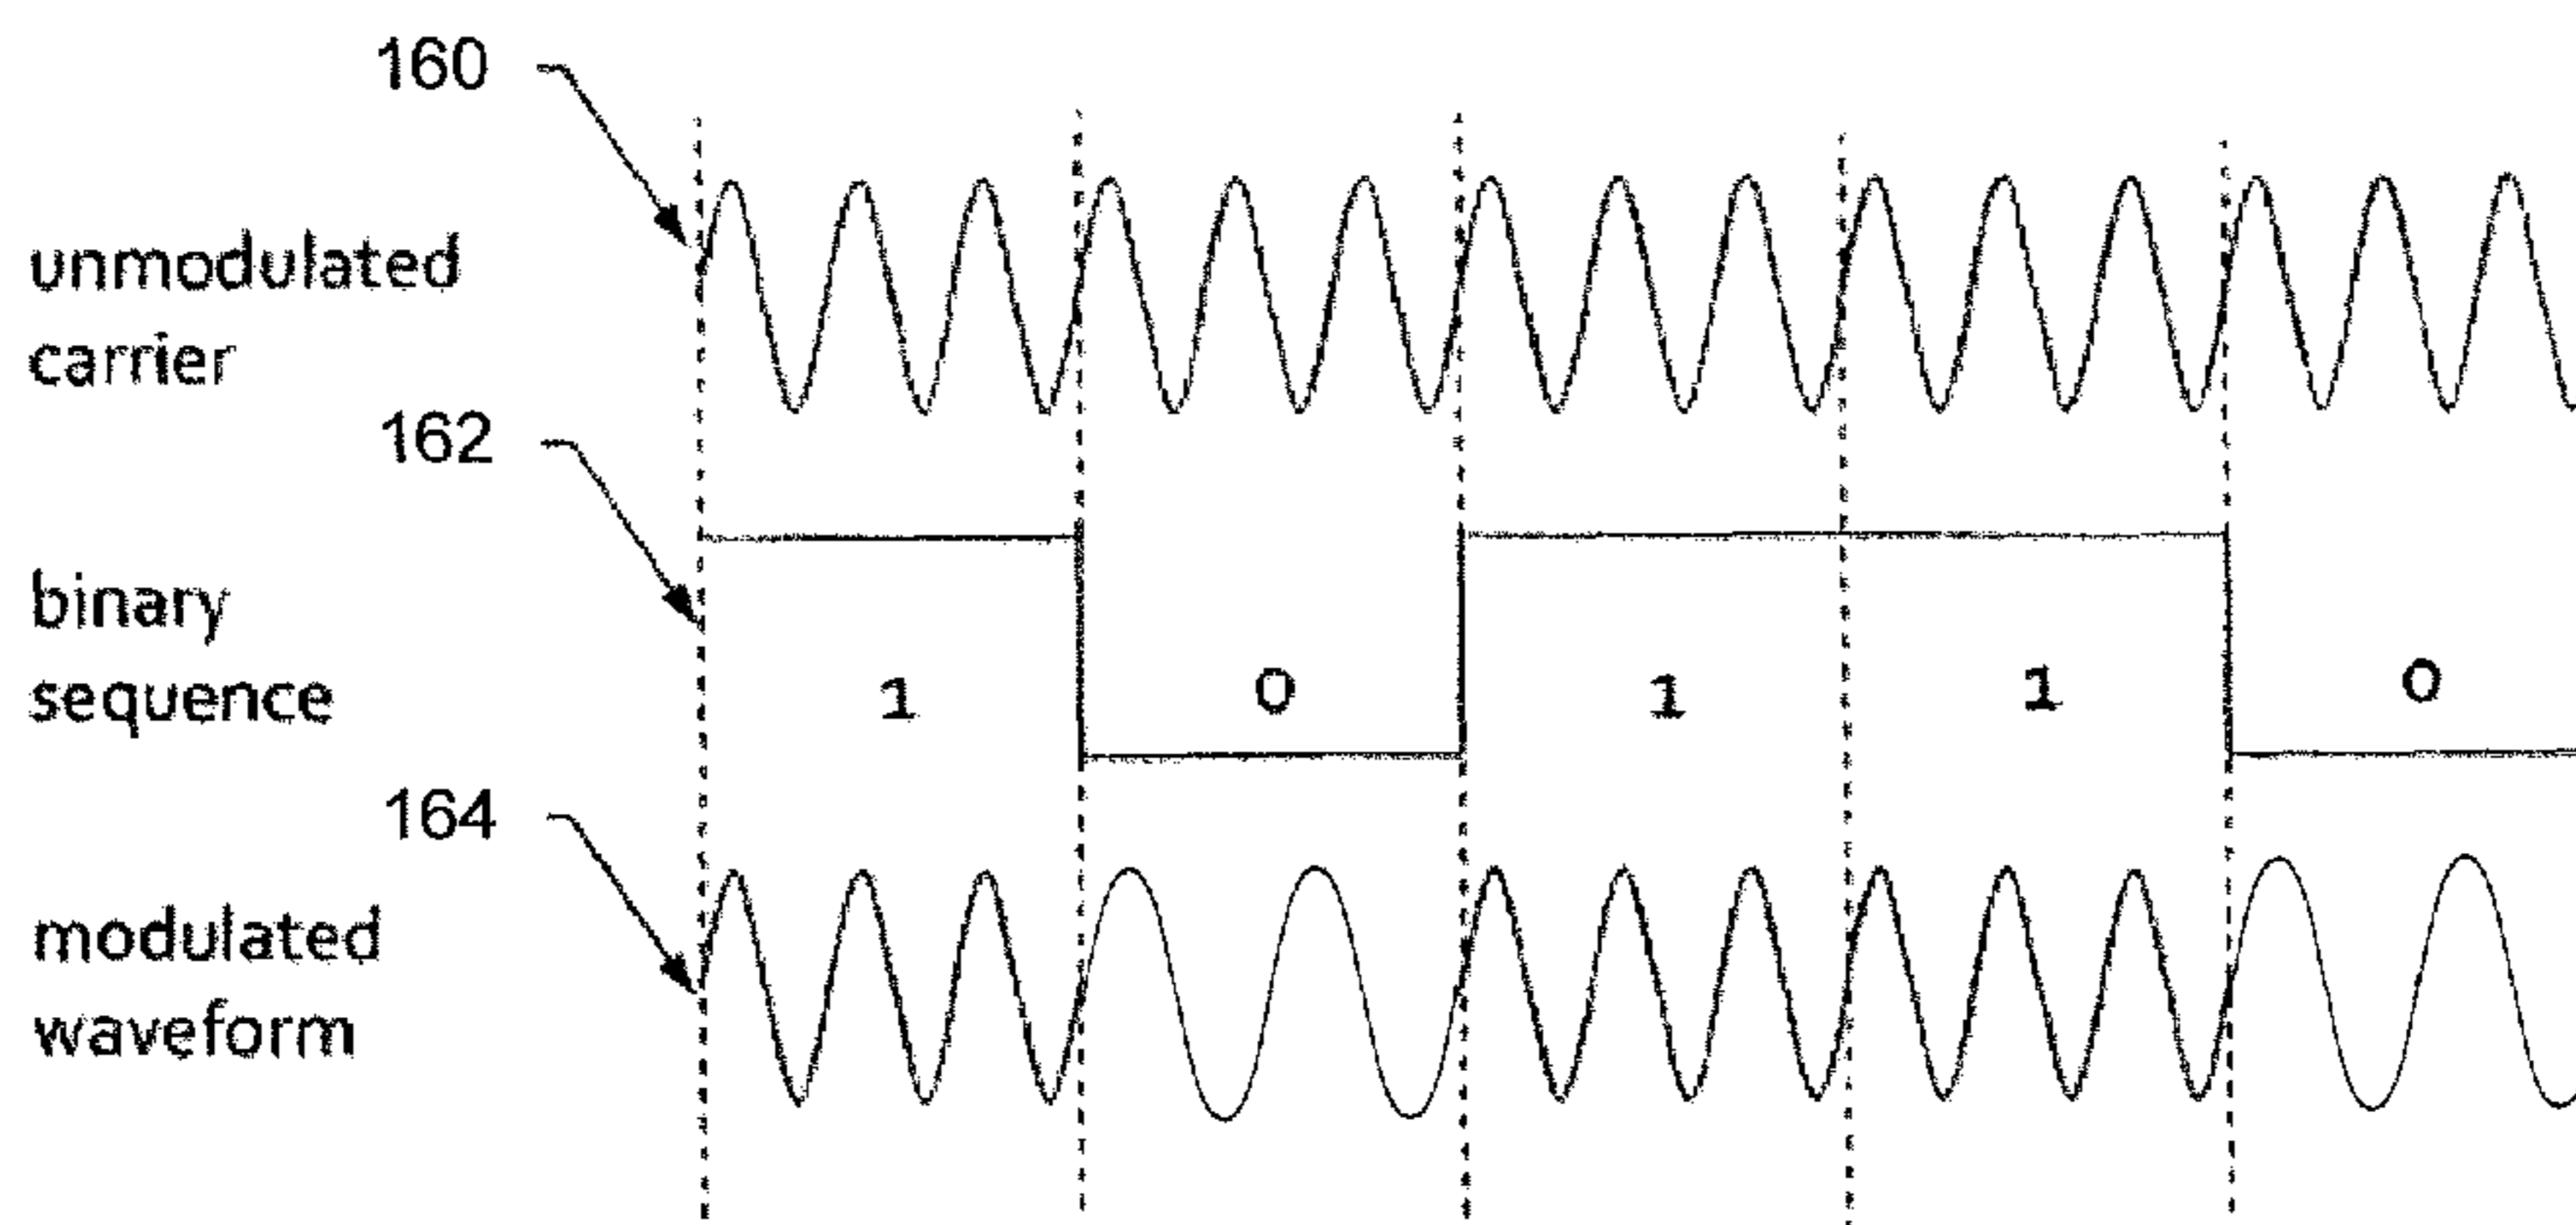 160
unmodulated
carrier
162
binary
sequence
1 0 1 1 0
164
modulated
waveform